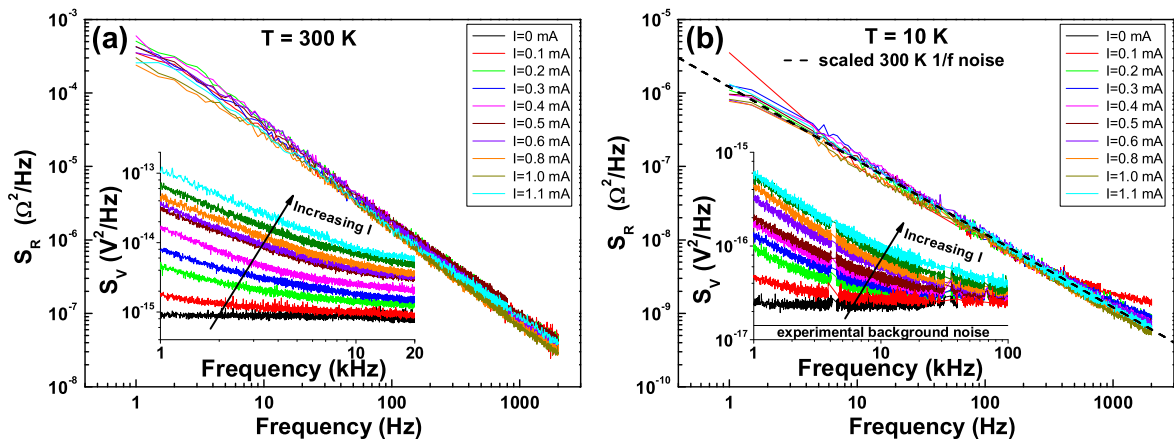 (a)
T = 300 K
I=0 mA
I=0.1 mA
I=0.2 mA
I=0.3 mA
I=0.4 mA
I=0.5 mA
I=0.6 mA
I=0.8 mA
I=1.0 mA
I=1.1 mA
10⁻³
10⁻⁴
10⁻⁵
10⁻⁶
10⁻⁷
10⁻⁸
S_R (Ω²/Hz)
1
10
100
1000
Frequency (Hz)
10⁻¹³
10⁻¹⁴
10⁻¹⁵
S_V (V²/Hz)
Increasing I
1
10
20
Frequency (kHz)
(b)
T = 10 K
scaled 300 K 1/f noise
I=0 mA
I=0.1 mA
I=0.2 mA
I=0.3 mA
I=0.4 mA
I=0.5 mA
I=0.6 mA
I=0.8 mA
I=1.0 mA
I=1.1 mA
10⁻⁵
10⁻⁶
10⁻⁷
10⁻⁸
10⁻⁹
10⁻¹⁰
S_R (Ω²/Hz)
1
10
100
1000
Frequency (Hz)
10⁻¹⁵
10⁻¹⁶
10⁻¹⁷
S_V (V²/Hz)
Increasing I
experimental background noise
1
10
100
Frequency (kHz)